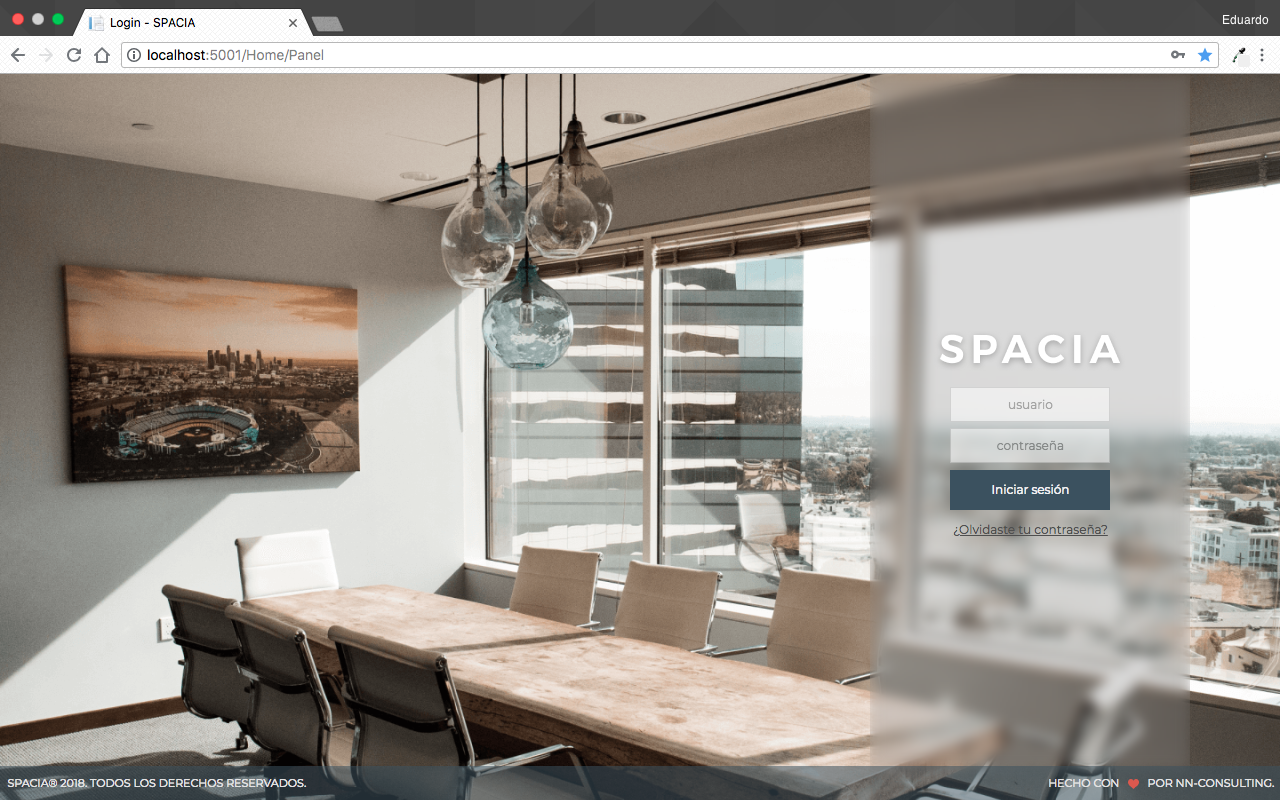 Login - SPACIA
Eduardo
localhost:5001/Home/Panel
SPACIA
usuario
contraseña
Iniciar sesión
¿Olvidaste tu contraseña?
SPACIA® 2018. TODOS LOS DERECHOS RESERVADOS.
HECHO CON ❤ POR NN-CONSULTING.